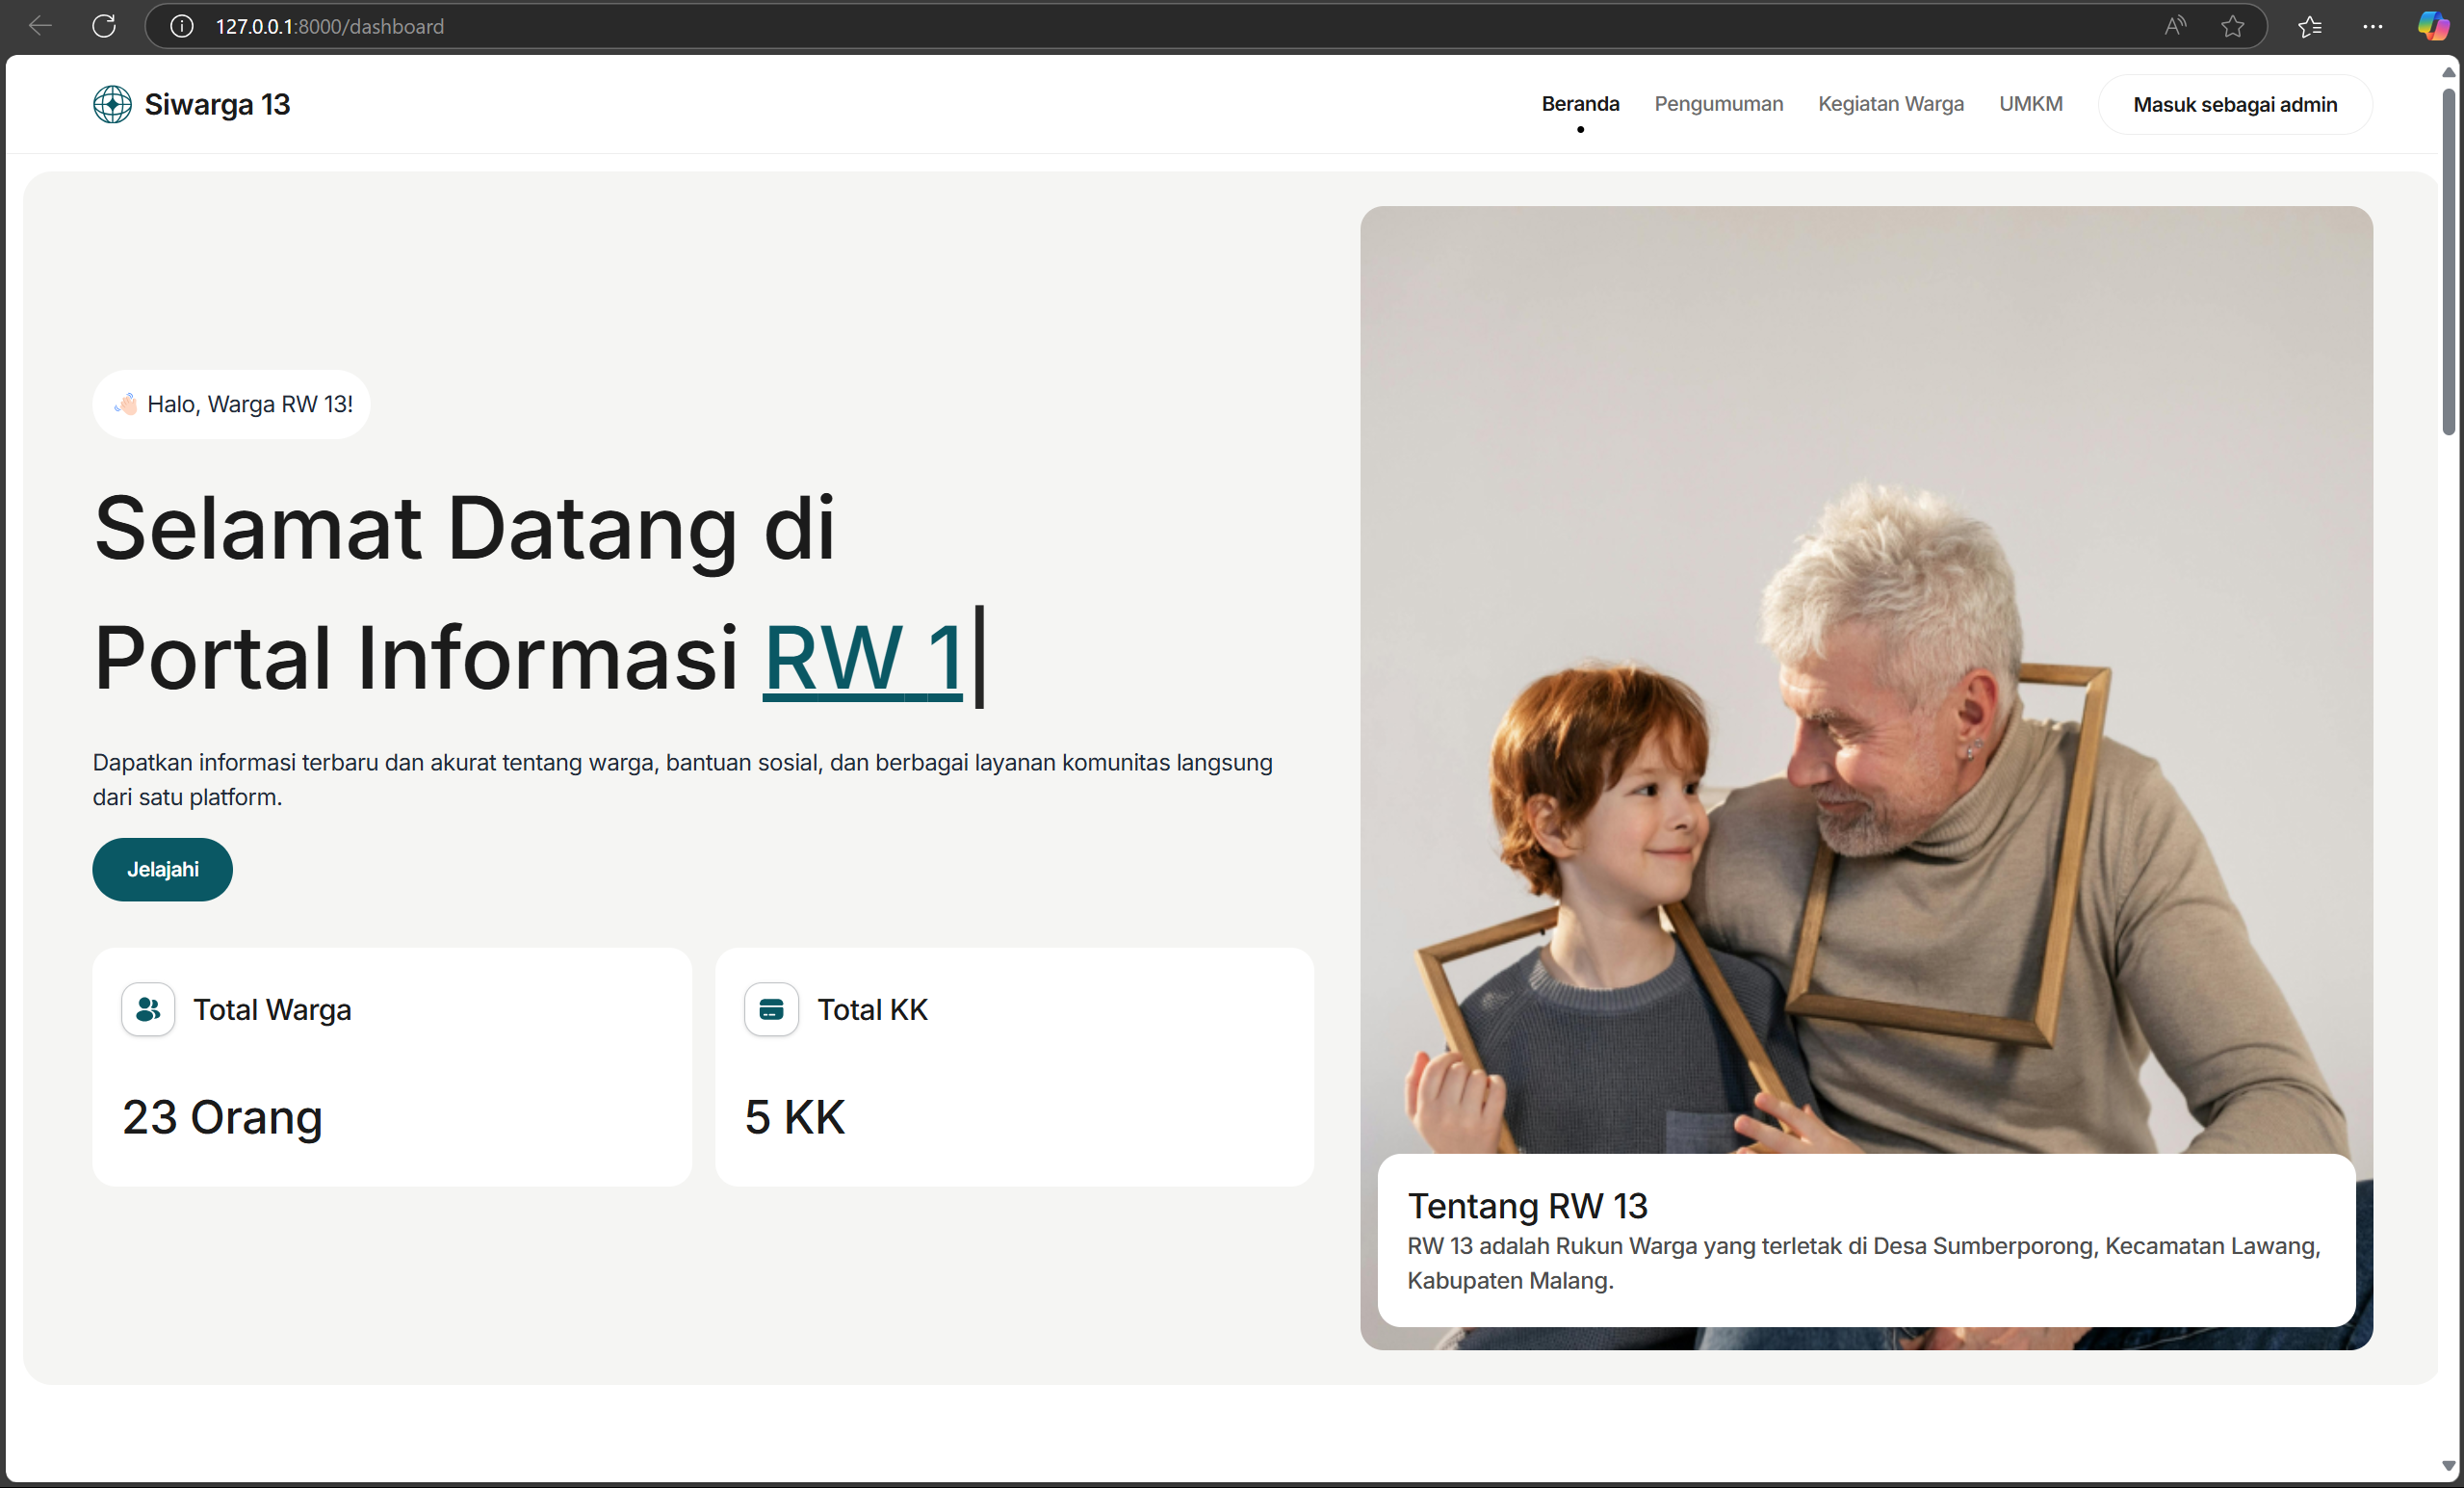 127.0.0.1:8000/dashboard
Siwarga 13
Beranda
Pengumuman
Kegiatan Warga
UMKM
Masuk sebagai admin
Halo, Warga RW 13!
Selamat Datang di
Portal Informasi RW 1
Dapatkan informasi terbaru dan akurat tentang warga, bantuan sosial, dan berbagai layanan komunitas langsung
dari satu platform.
Jelajahi
Total Warga
23 Orang
Total KK
5 KK
Tentang RW 13
RW 13 adalah Rukun Warga yang terletak di Desa Sumberporong, Kecamatan Lawang,
Kabupaten Malang.